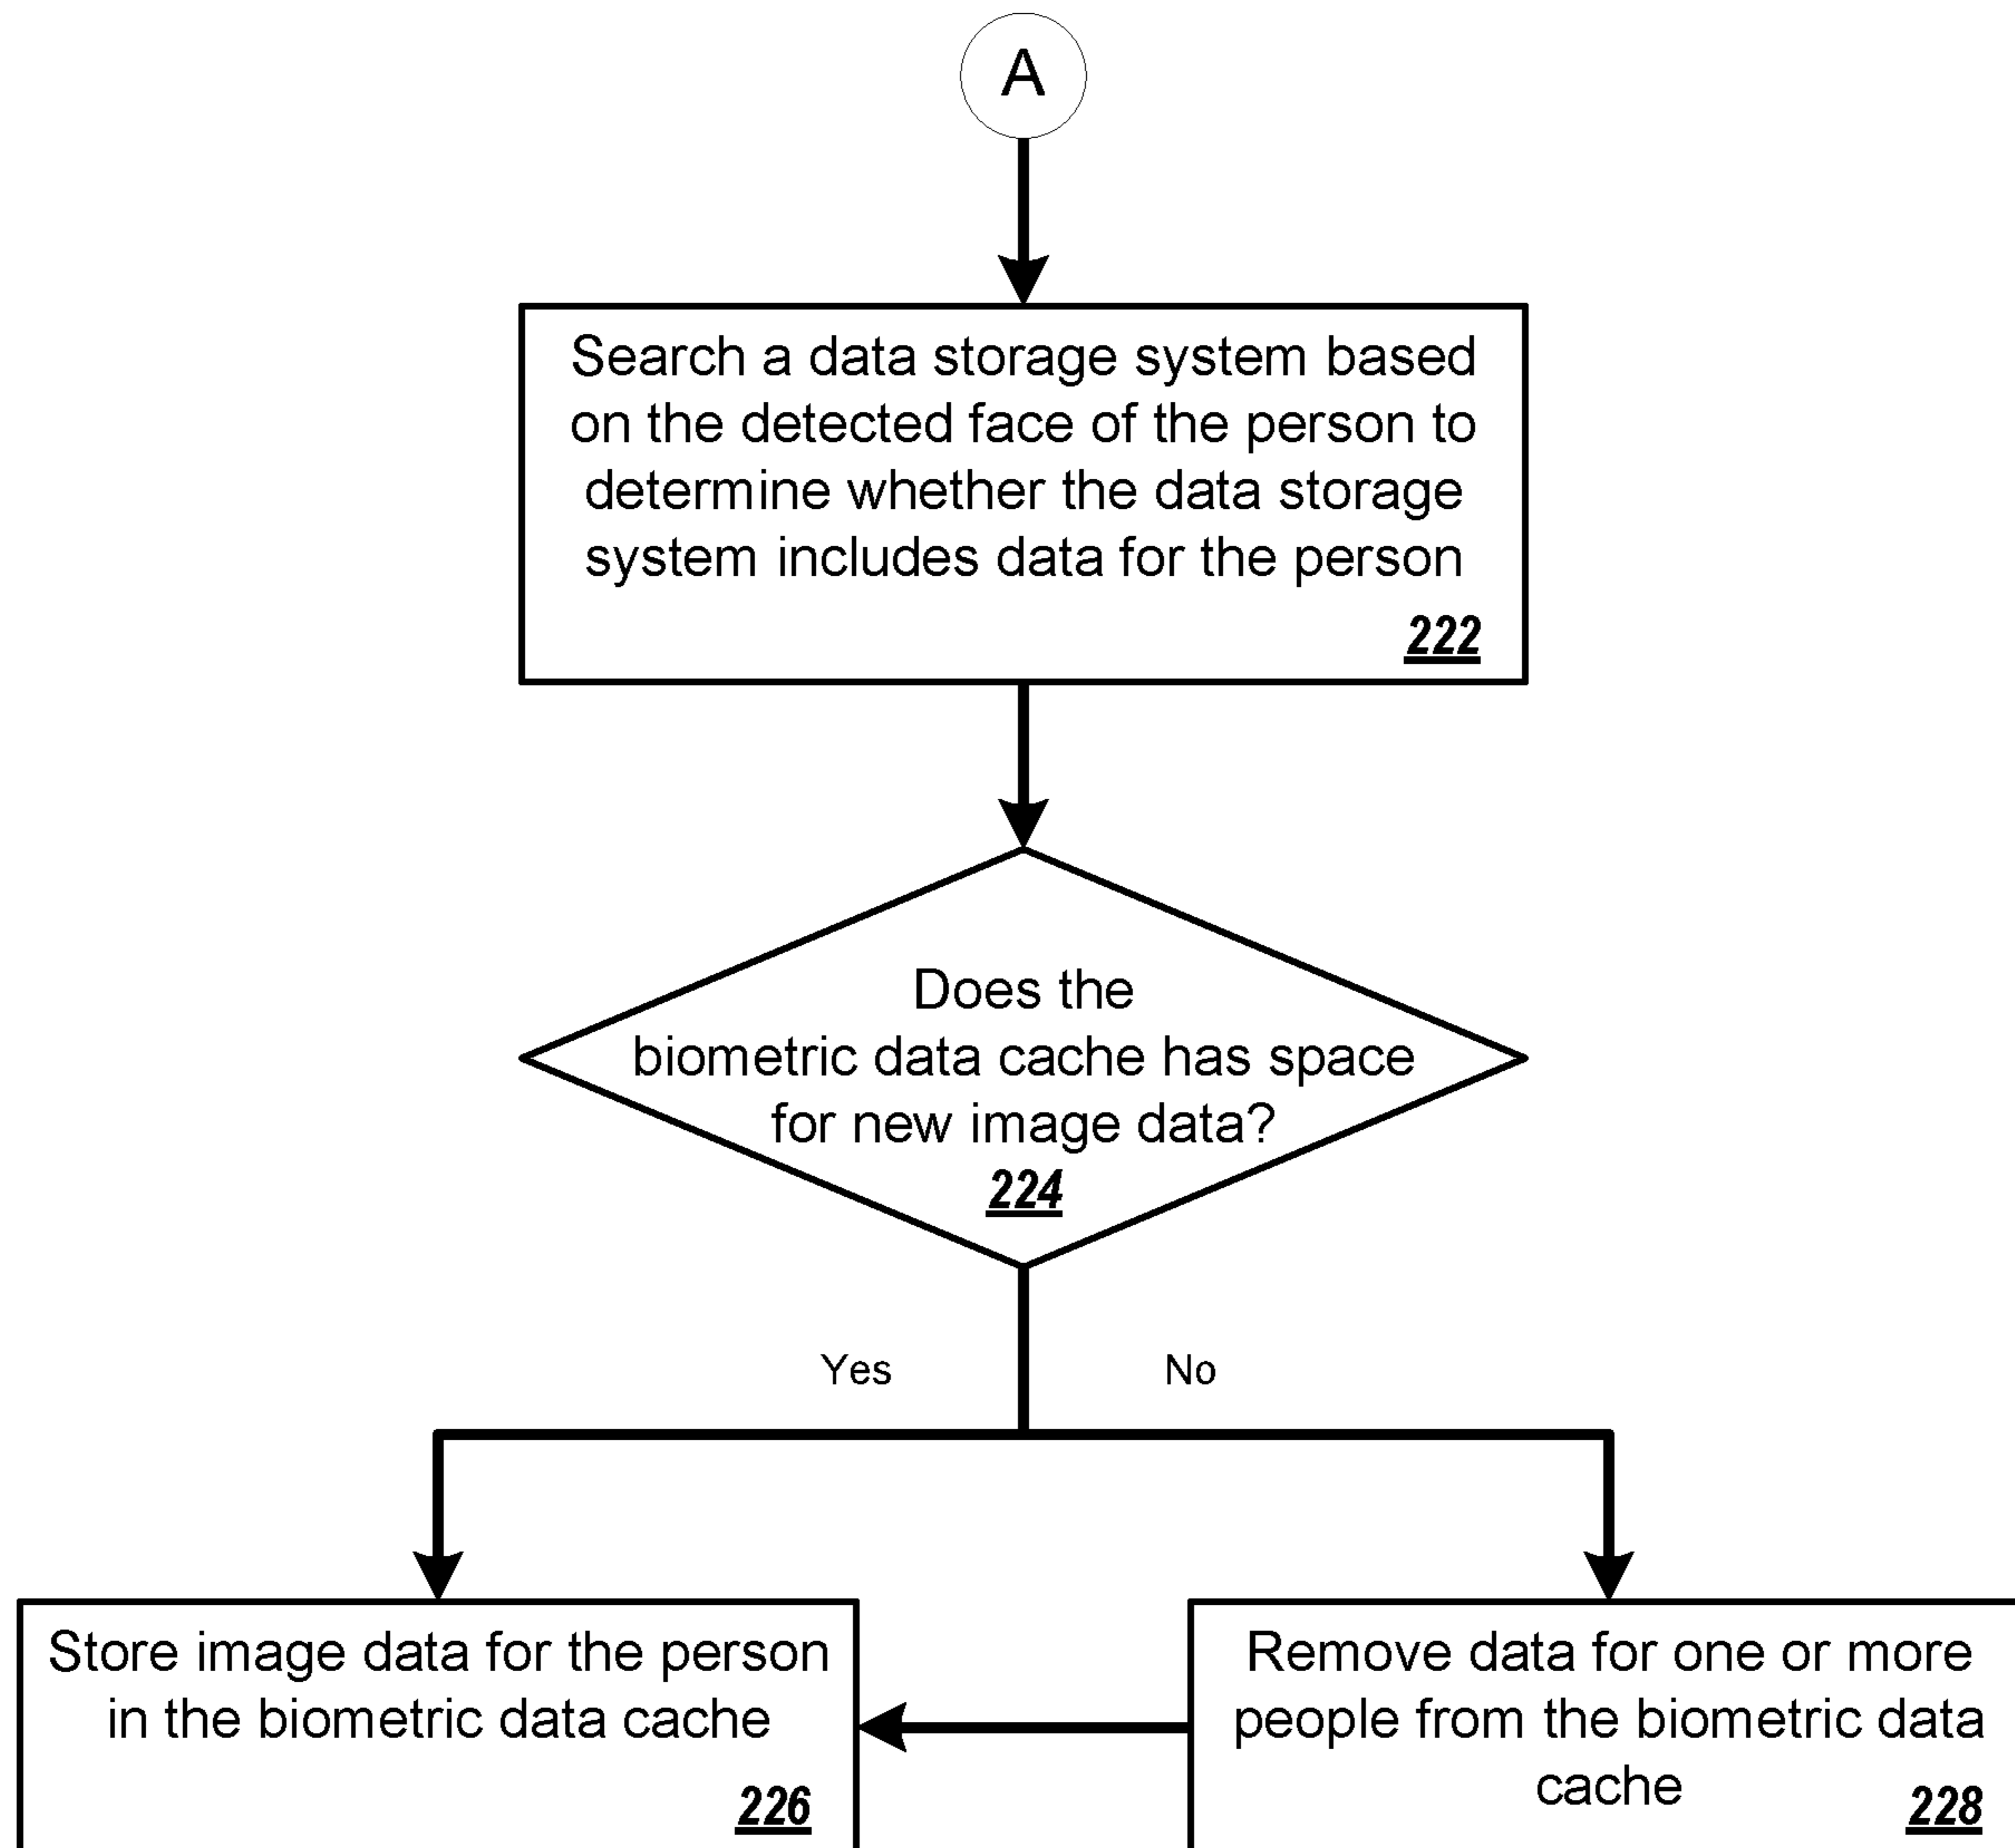 A
Search a data storage system based
on the detected face of the person to
determine whether the data storage
system includes data for the person
222
Does the
biometric data cache has space
for new image data?
224
Yes
No
Store image data for the person
in the biometric data cache
226
Remove data for one or more
people from the biometric data
cache
228